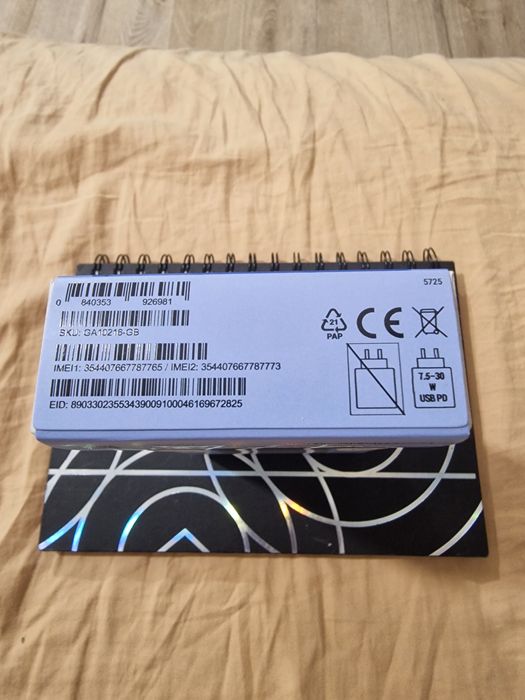 5725
0 840353 926981
SKU: GA10216-GB
21
PAP
CE
IMEI1: 354407667787765 / IMEI2: 354407667787773
7.5-30
W
USB PD
EID: 89033023553439009100046169672825